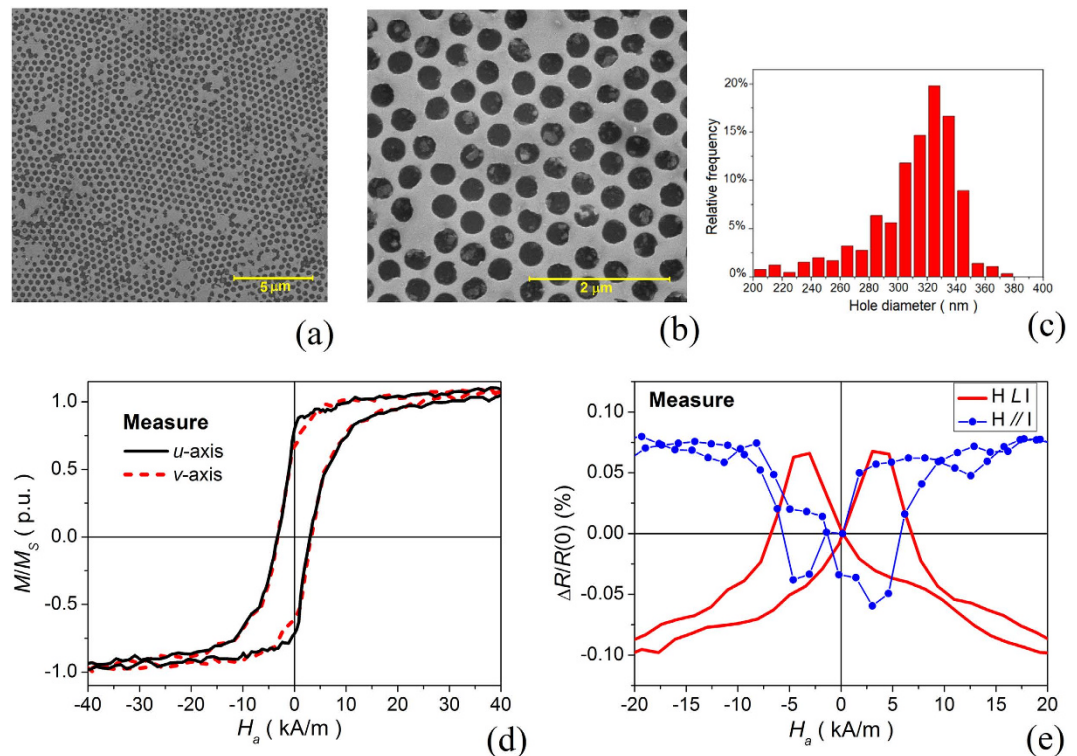 5 μm
(a)
2 μm
(b)
20%
15%
10%
5%
0%
Relative frequency
200 220 240 260 280 300 320 340 360 380 400
Hole diameter ( nm )
(c)
1.0
0.5
0.0
-0.5
-1.0
M/M_S ( p.u. )
Measure
u-axis
v-axis
-40 -30 -20 -10 0 10 20 30 40
H_a ( kA/m )
(d)
0.10
0.05
0.00
-0.05
-0.10
ΔR/R(0) (%)
Measure
H ⊥ I
H // I
-20 -15 -10 -5 0 5 10 15 20
H_a ( kA/m )
(e)